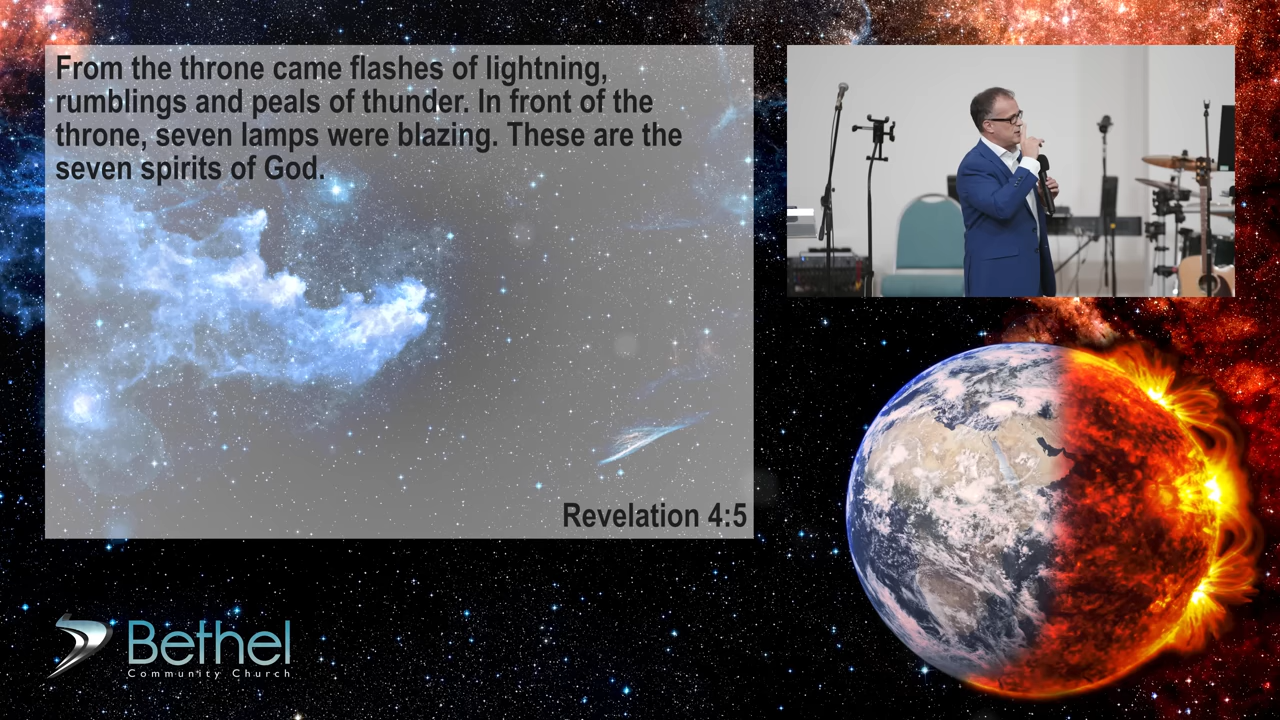 From the throne came flashes of lightning,
rumblings and peals of thunder. In front of the
throne, seven lamps were blazing. These are the
seven spirits of God.
Revelation 4:5
Bethel
Community Church